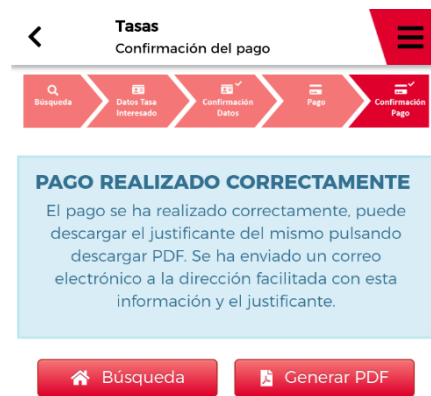 Tasas
Confirmación del pago
Búsqueda
Datos Tasa
Interesado
Confirmación
Datos
Pago
Confirmación
Pago
PAGO REALIZADO CORRECTAMENTE
El pago se ha realizado correctamente, puede
descargar el justificante del mismo pulsando
descargar PDF. Se ha enviado un correo
electrónico a la dirección facilitada con esta
información y el justificante.
Búsqueda
Generar PDF